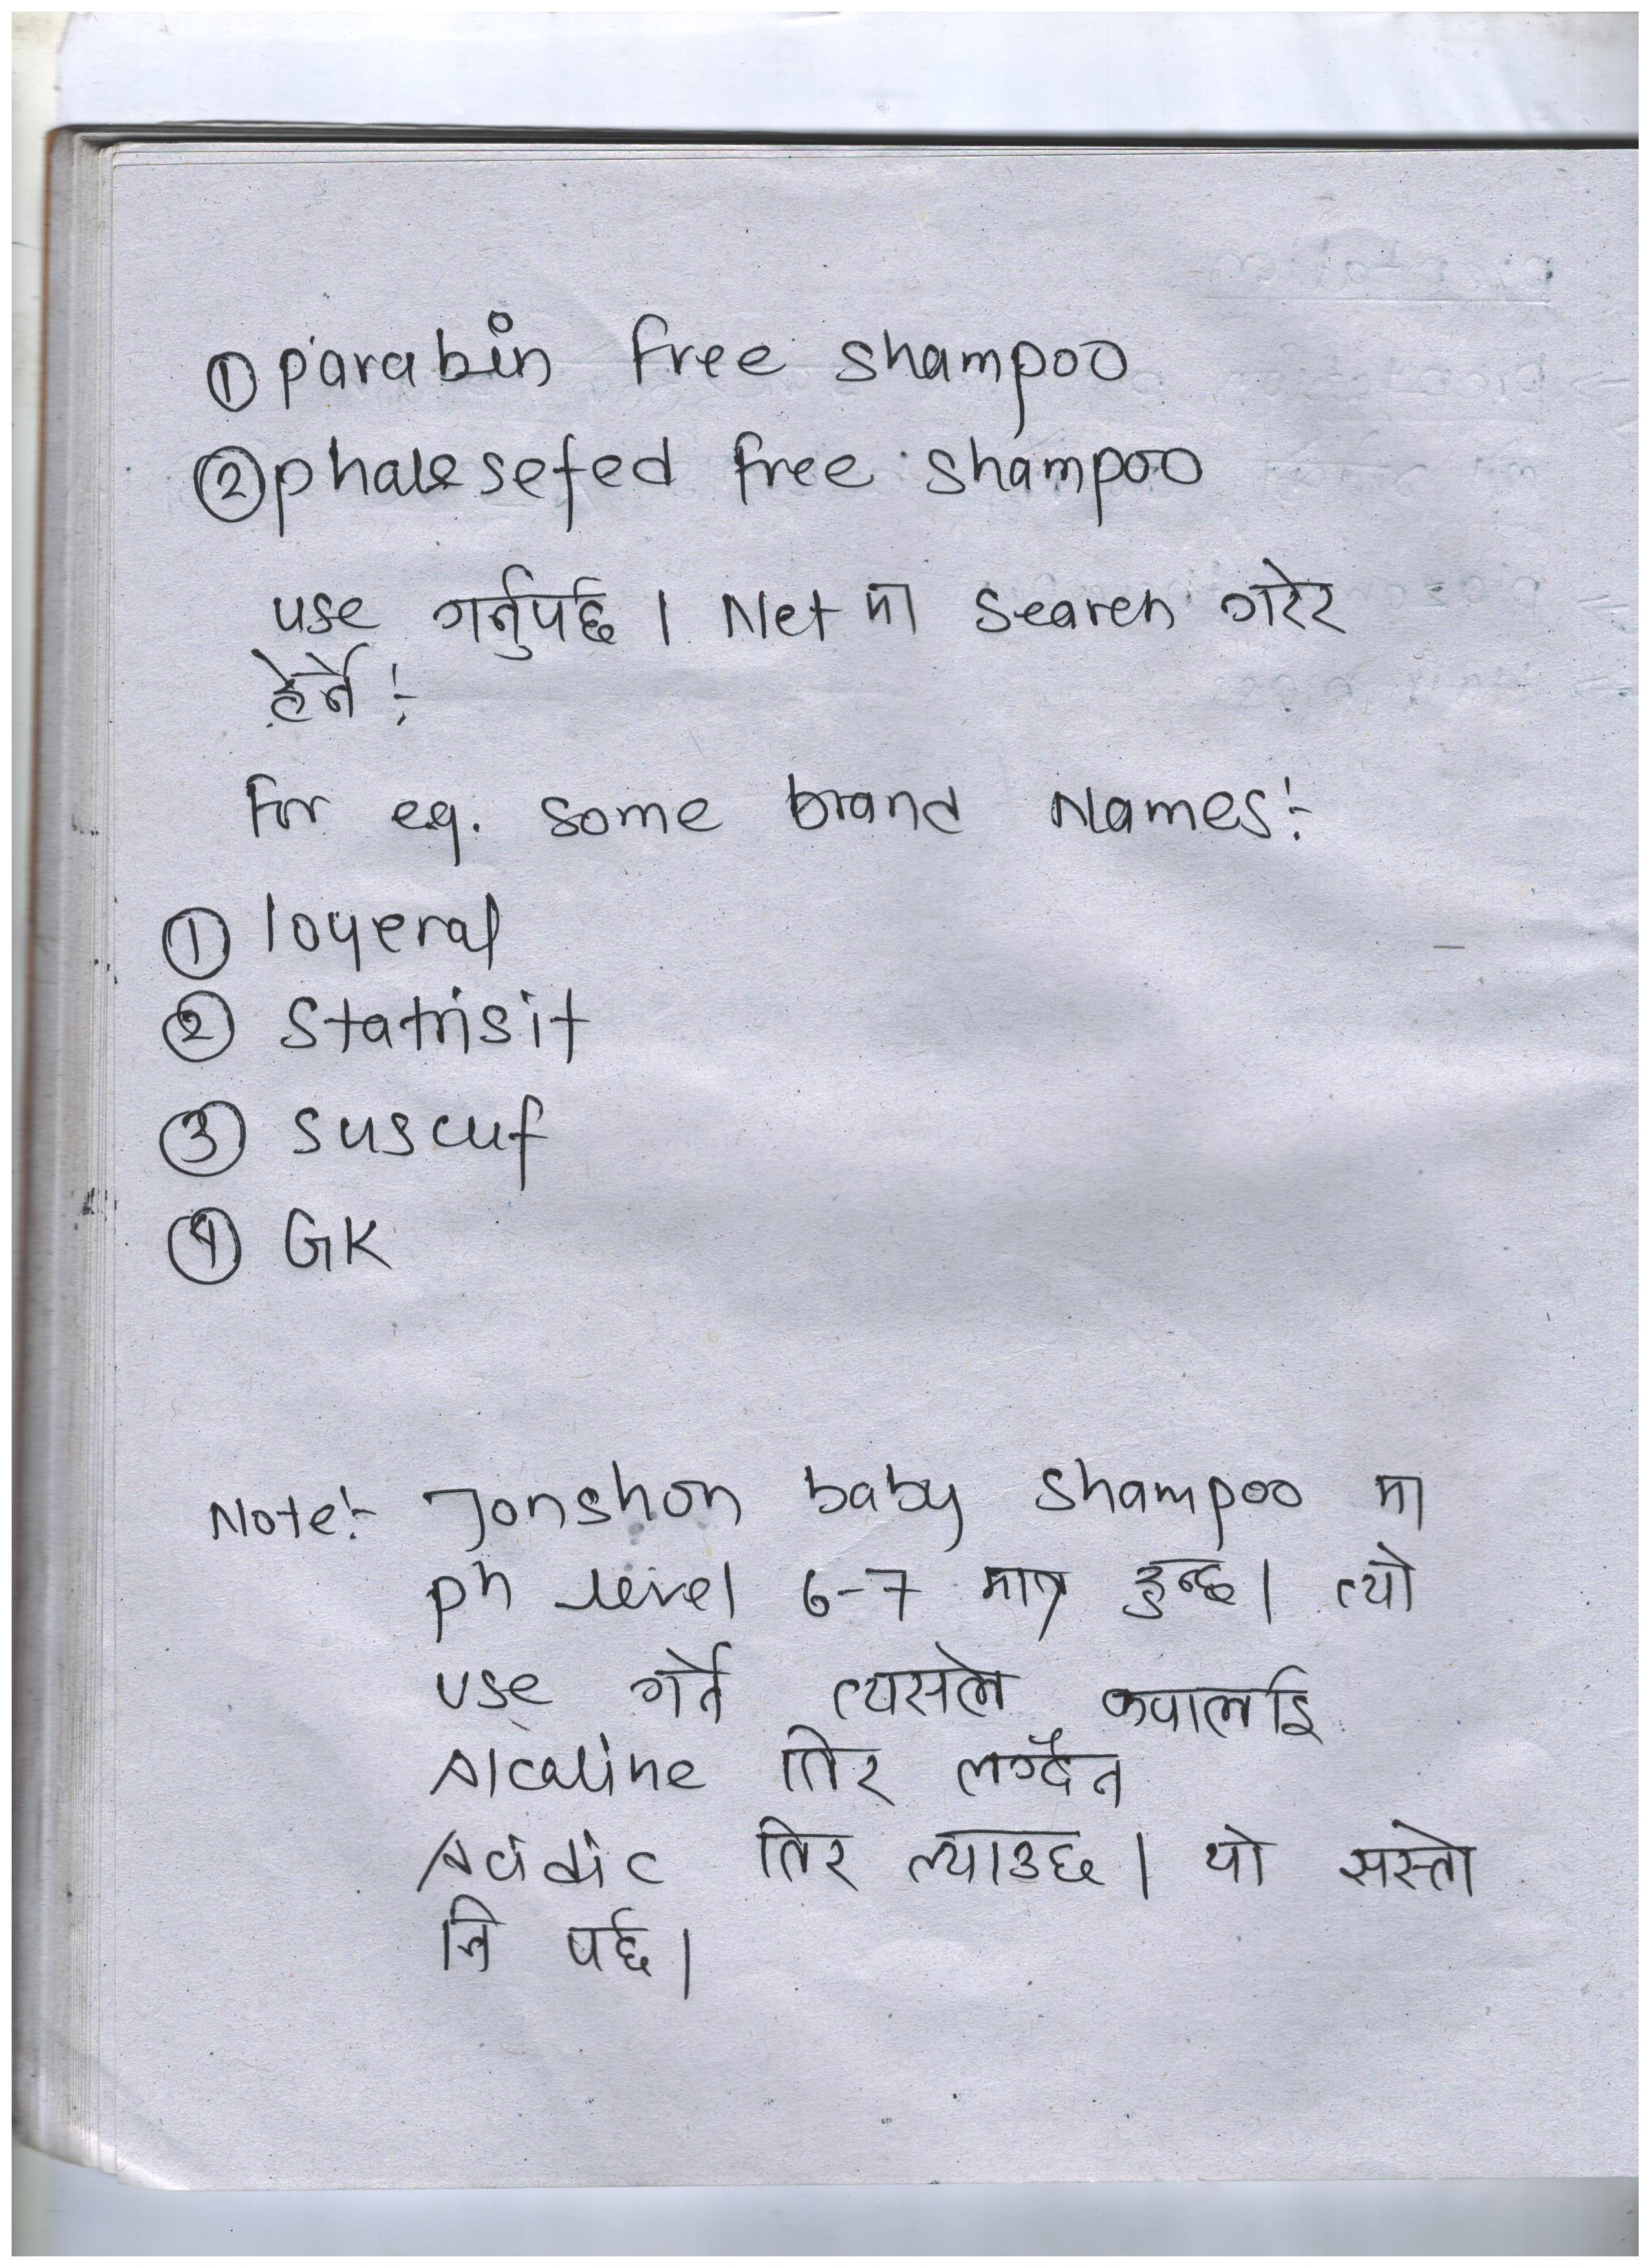 ① parabin free shampoo
② phalesefed free shampoo
use गर्नुपर्छ। Net मा search गरेर
हेर्ने :-
For eg. some brand Names :-
① loyeral
② Statrisit
③ suscuf
④ GK
Note :- Jonshon baby shampoo मा
ph level 6-7 मात्र हुन्छ। त्यो
use गर्ने त्यसले कपाललाई
Alcaline तिर लग्दैन
Acidic तिर ल्याउछ। यो सस्तो
नि पर्छ।